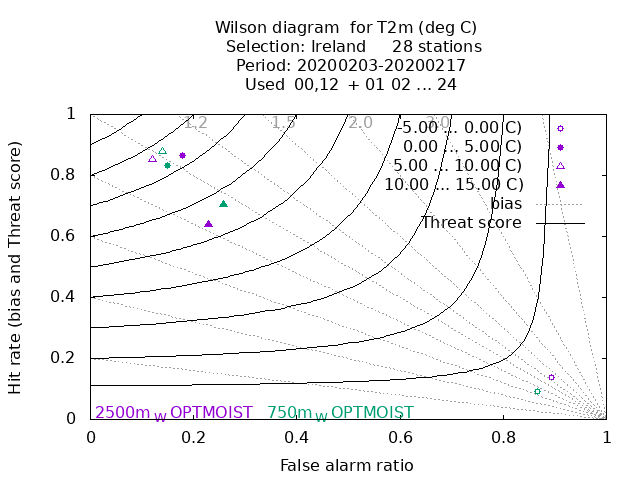 Wilson diagram  for T2m (deg C)
Selection: Ireland     28 stations
Period: 20200203-20200217
Used  00,12  + 01 02 ... 24
1.2 1.5 2.0 3.0
-5.00 ... 0.00 C)
0.00 ... 5.00 C)
5.00 ... 10.00 C)
10.00 ... 15.00 C)
bias
Threat score
Hit rate (bias and Threat score)
1
0.8
0.6
0.4
0.2
0
2500m_W OPTMOIST 750m_W OPTMOIST
0 0.2 0.4 0.6 0.8 1
False alarm ratio